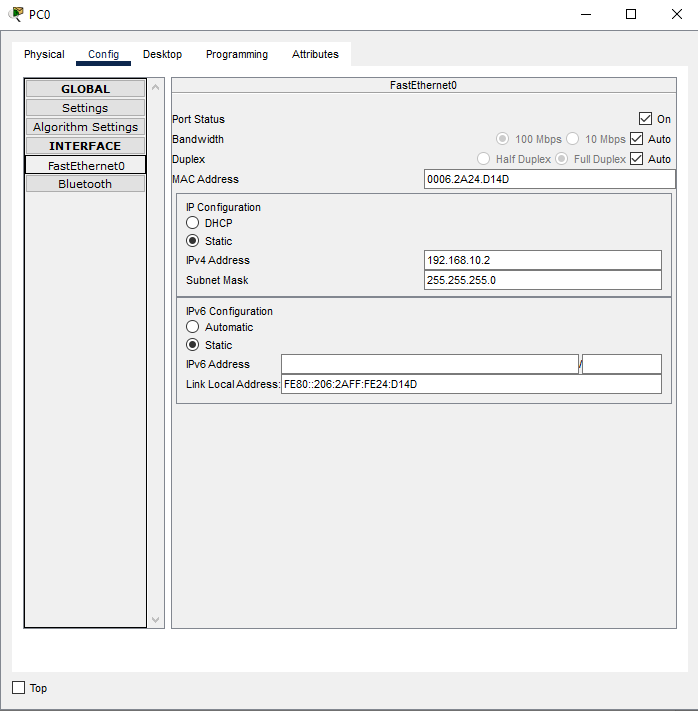 PC0
Physical Config Desktop Programming Attributes
GLOBAL
Settings
Algorithm Settings
INTERFACE
FastEthernet0
Bluetooth
FastEthernet0
Port Status On
Bandwidth 100 Mbps 10 Mbps Auto
Duplex Half Duplex Full Duplex Auto
MAC Address 0006.2A24.D14D
IP Configuration
DHCP
Static
IPv4 Address 192.168.10.2
Subnet Mask 255.255.255.0
IPv6 Configuration
Automatic
Static
IPv6 Address /
Link Local Address: FE80::206:2AFF:FE24:D14D
Top